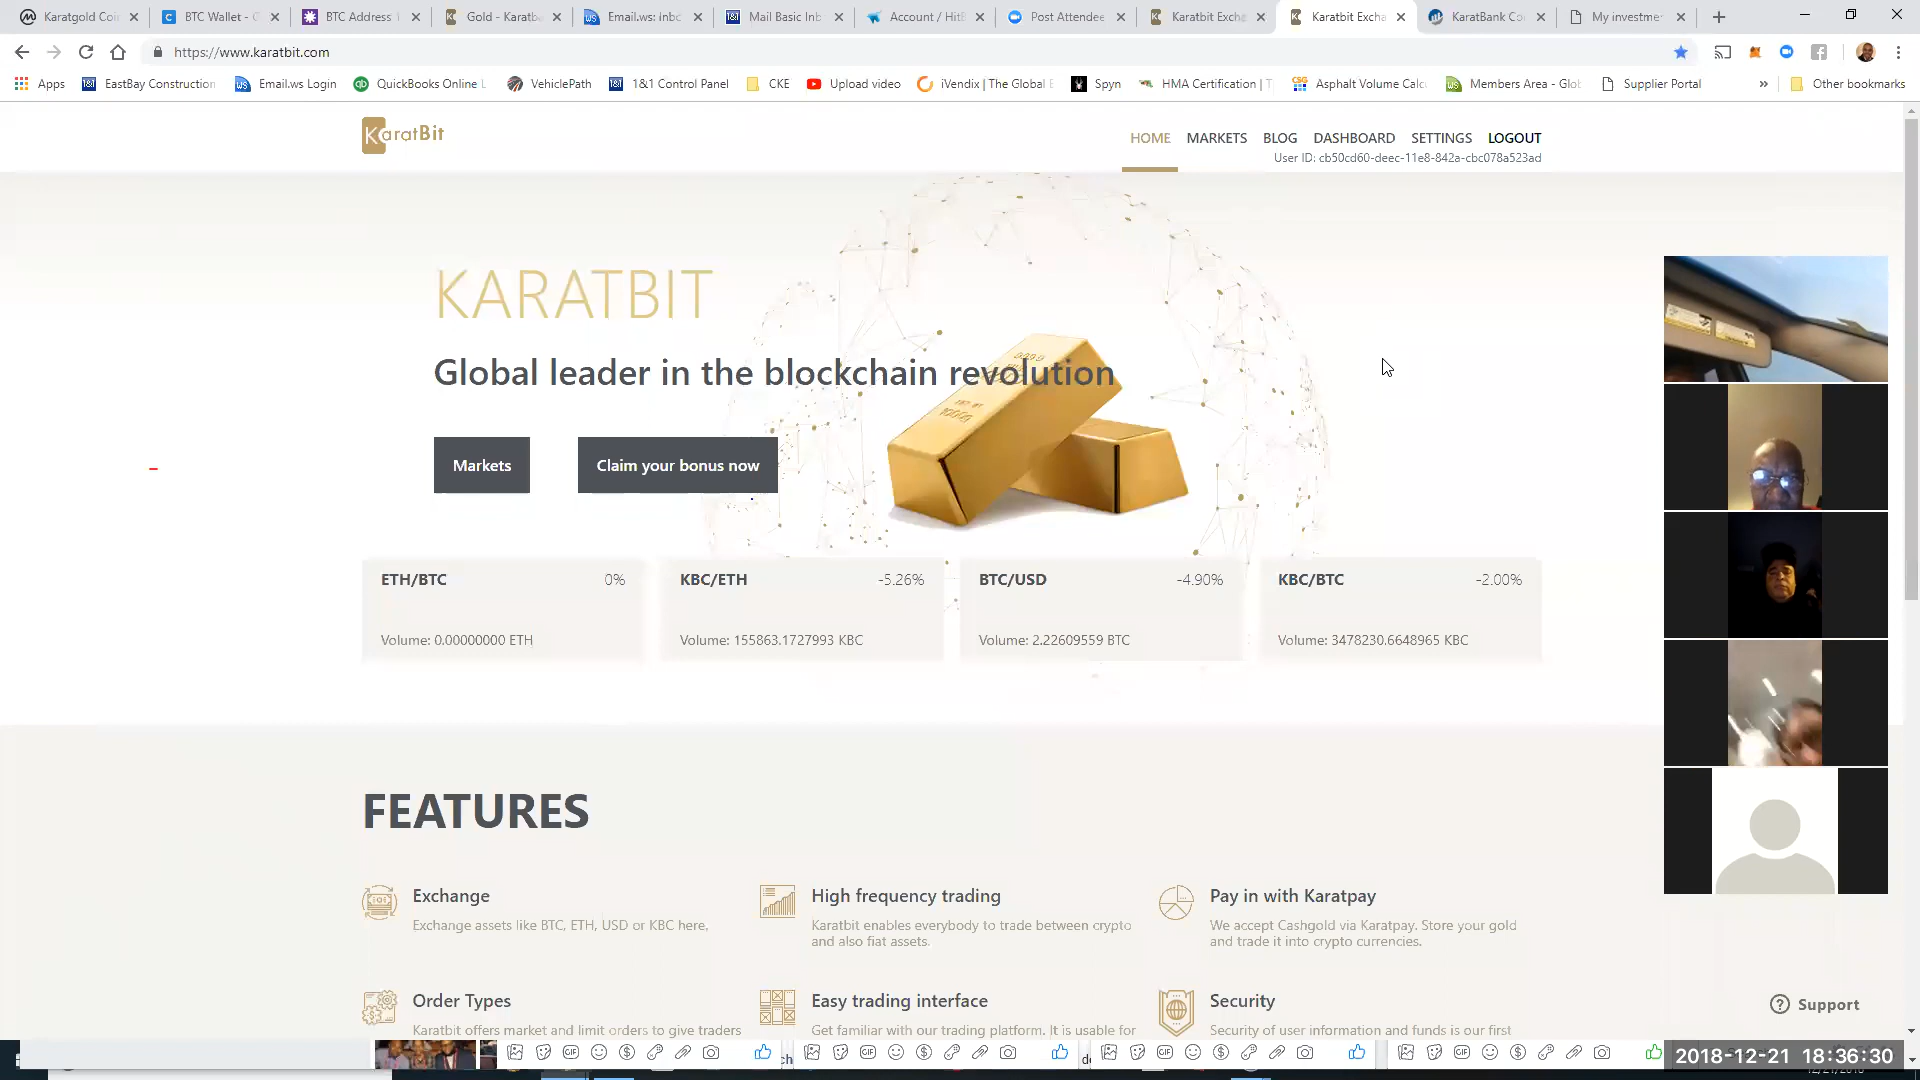 Karatgold Coi
BTC Wallet - G
BTC Address
Gold - Karatb
Email.ws: Inbo
Mail Basic Inb
Account / HitB
Post Attendee
Karatbit Excha
Karatbit Excha
KaratBank Co
My investme
https://www.karatbit.com
Apps
EastBay Construction
Email.ws Login
QuickBooks Online L
VehiclePath
1&1 Control Panel
CKE
Upload video
iVendix | The Global E
Spyn
HMA Certification | T
Asphalt Volume Calc
Members Area - Glob
Supplier Portal
Other bookmarks
KaratBit
HOME MARKETS BLOG DASHBOARD SETTINGS LOGOUT
User ID: cb50cd60-deec-11e8-842a-cbc078a523ad
KARATBIT
Global leader in the blockchain revolution
Markets
Claim your bonus now
ETH/BTC 0%
Volume: 0.00000000 ETH
KBC/ETH -5.26%
Volume: 155863.1727993 KBC
BTC/USD -4.90%
Volume: 2.22609559 BTC
KBC/BTC -2.00%
Volume: 3478230.6648965 KBC
FEATURES
Exchange
Exchange assets like BTC, ETH, USD or KBC here,
High frequency trading
Karatbit enables everybody to trade between crypto
and also fiat assets.
Pay in with Karatpay
We accept Cashgold via Karatpay. Store your gold
and trade it into crypto currencies.
Order Types
Karatbit offers market and limit orders to give traders
Easy trading interface
Get familiar with our trading platform. It is usable for
Security
Security of user information and funds is our first
Support
2018-12-21 18:36:30